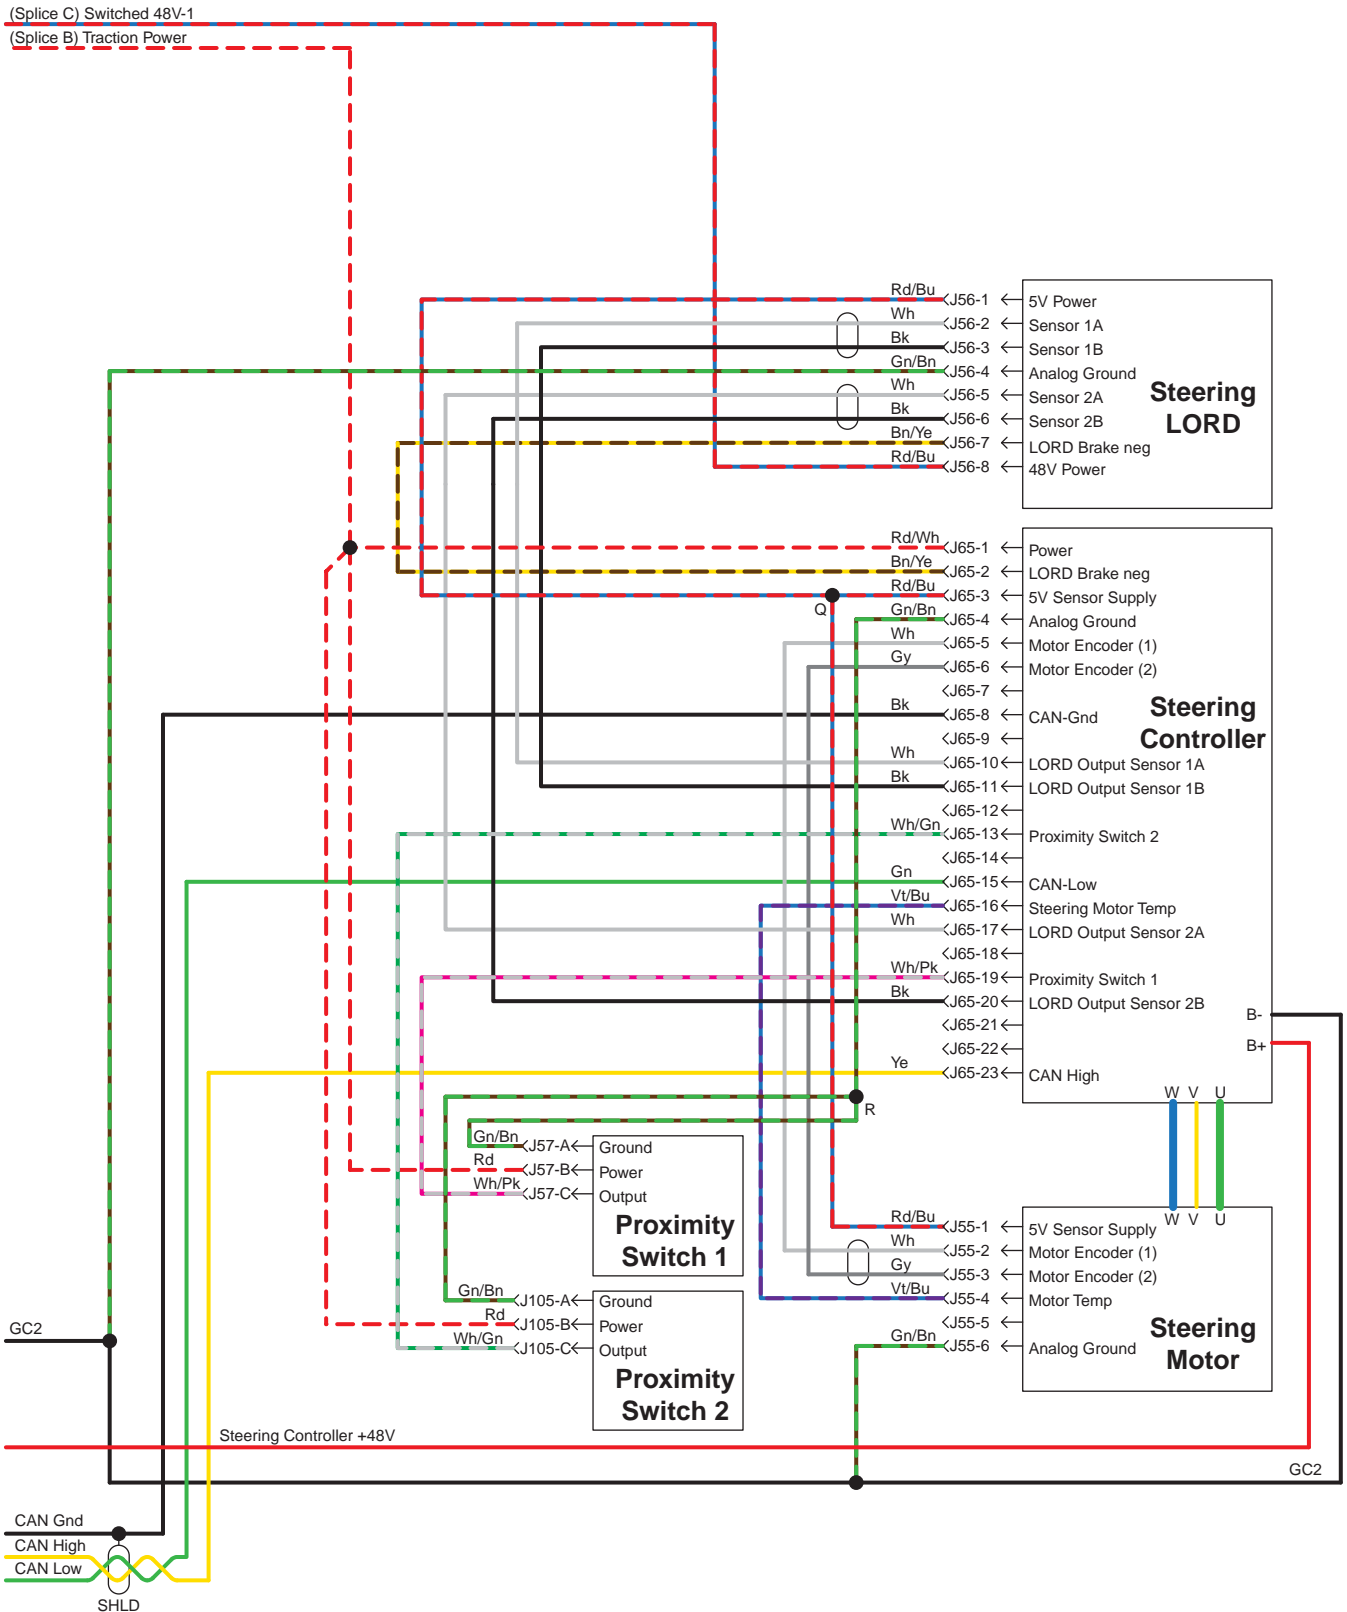 (Splice C) Switched 48V-1
(Splice B) Traction Power
Rd/Bu J56-1 5V Power
Wh J56-2 Sensor 1A
Bk J56-3 Sensor 1B
Gn/Bn J56-4 Analog Ground
Wh J56-5 Sensor 2A
Bk J56-6 Sensor 2B
Bn/Ye J56-7 LORD Brake neg
Rd/Bu J56-8 48V Power
Steering
LORD
Rd/Wh J65-1 Power
Bn/Ye J65-2 LORD Brake neg
Rd/Bu J65-3 5V Sensor Supply
Q
Gn/Bn J65-4 Analog Ground
Wh J65-5 Motor Encoder (1)
Gy J65-6 Motor Encoder (2)
J65-7
Bk J65-8 CAN-Gnd
J65-9
Wh J65-10 LORD Output Sensor 1A
Bk J65-11 LORD Output Sensor 1B
J65-12
Wh/Gn J65-13 Proximity Switch 2
J65-14
Gn J65-15 CAN-Low
Vt/Bu J65-16 Steering Motor Temp
Wh J65-17 LORD Output Sensor 2A
J65-18
Wh/Pk J65-19 Proximity Switch 1
Bk J65-20 LORD Output Sensor 2B
J65-21
J65-22
Ye J65-23 CAN High
Steering
Controller
B-
B+
W V U
R
Gn/Bn J57-A Ground
Rd J57-B Power
Wh/Pk J57-C Output
Proximity
Switch 1
Gn/Bn J105-A Ground
Rd J105-B Power
Wh/Gn J105-C Output
Proximity
Switch 2
W V U
Rd/Bu J55-1 5V Sensor Supply
Wh J55-2 Motor Encoder (1)
Gy J55-3 Motor Encoder (2)
Vt/Bu J55-4 Motor Temp
J55-5
Gn/Bn J55-6 Analog Ground
Steering
Motor
GC2
Steering Controller +48V
GC2
CAN Gnd
CAN High
CAN Low
SHLD